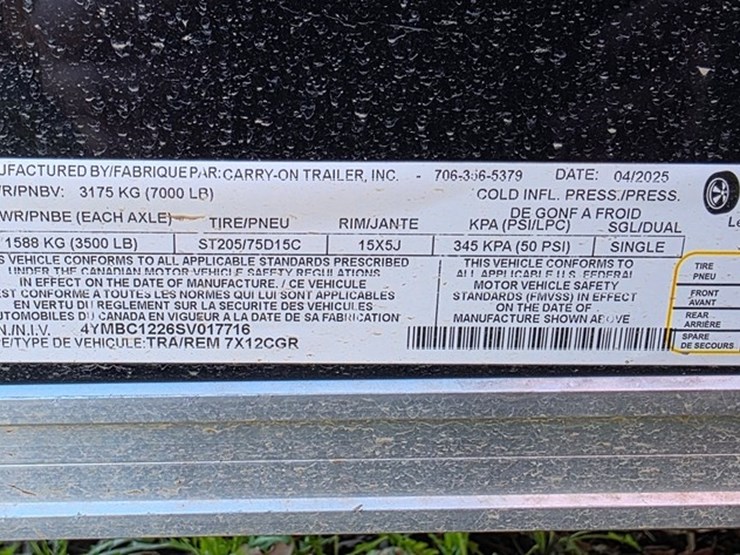 UFACTURED BY/FABRIQUE PAR: CARRY-ON TRAILER, INC. - 706-356-5379 DATE: 04/2025
WR/PNBV: 3175 KG (7000 LB) COLD INFL. PRESS./PRESS.
DE GONF A FROID
WR/PNBE (EACH AXLE) TIRE/PNEU RIM/JANTE KPA (PSI/LPC) SGL/DUAL
1588 KG (3500 LB) ST205/75D15C 15X5J 345 KPA (50 PSI) SINGLE
S VEHICLE CONFORMS TO ALL APPLICABLE STANDARDS PRESCRIBED
UNDER THE CANADIAN MOTOR VEHICLE SAFETY REGULATIONS
IN EFFECT ON THE DATE OF MANUFACTURE. / CE VEHICULE
EST CONFORME A TOUTES LES NORMES QUI LUI SONT APPLICABLES
EN VERTU DU REGLEMENT SUR LA SECURITE DES VEHICULES
UTOMOBILES DU CANADA EN VIGUEUR A LA DATE DE SA FABRICATION
THIS VEHICLE CONFORMS TO
ALL APPLICABLE U.S. FEDERAL
MOTOR VEHICLE SAFETY
STANDARDS (FMVSS) IN EFFECT
ON THE DATE OF
MANUFACTURE SHOWN ABOVE
N./N.I.V. 4YMBC1226SV017716
E/TYPE DE VEHICULE: TRA/REM 7X12CGR
TIRE
PNEU
FRONT
AVANT
REAR
ARRIÈRE
SPARE
DE SECOURS